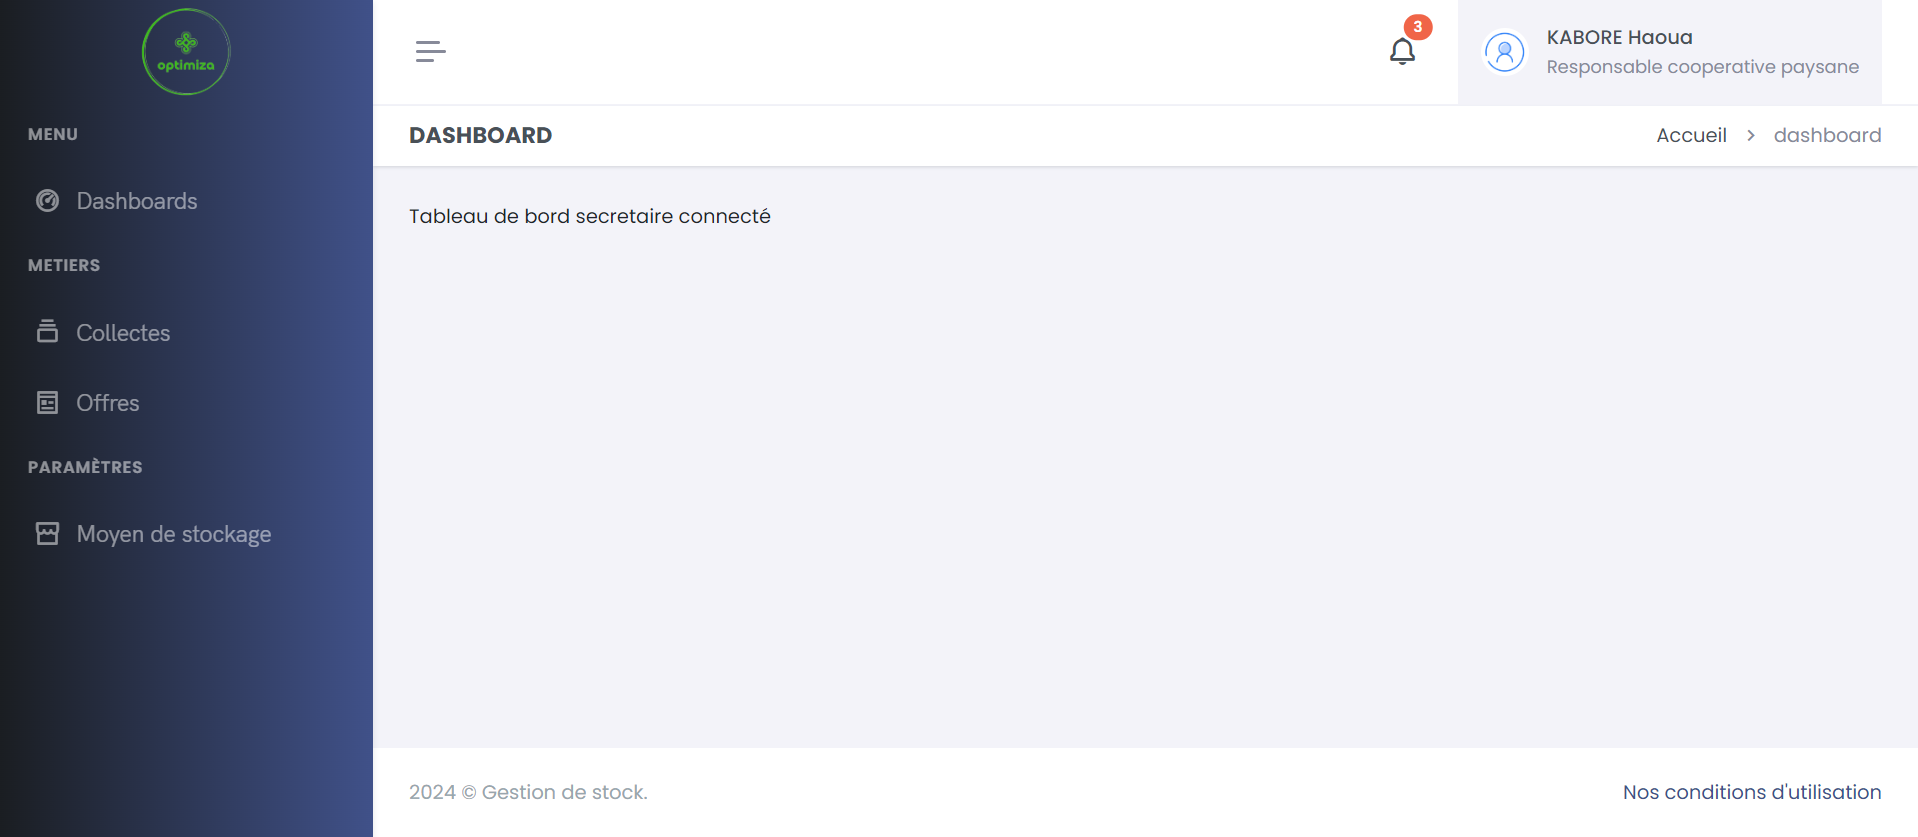 optimiza
MENU
Dashboards
METIERS
Collectes
Offres
PARAMÈTRES
Moyen de stockage
3
KABORE Haoua
Responsable cooperative paysane
DASHBOARD
Accueil > dashboard
Tableau de bord secretaire connecté
2024 © Gestion de stock.
Nos conditions d'utilisation